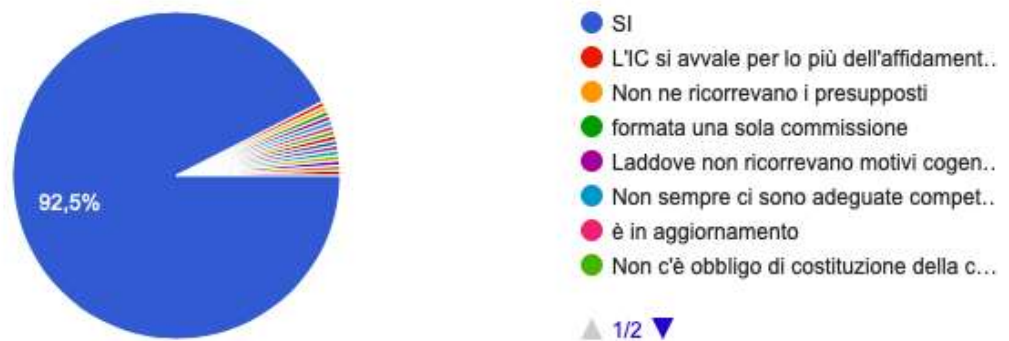 92,5%
SI
L'IC si avvale per lo più dell'affidament..
Non ne ricorrevano i presupposti
formata una sola commissione
Laddove non ricorrevano motivi cogen..
Non sempre ci sono adeguate compet..
è in aggiornamento
Non c'è obbligo di costituzione della c...
1/2